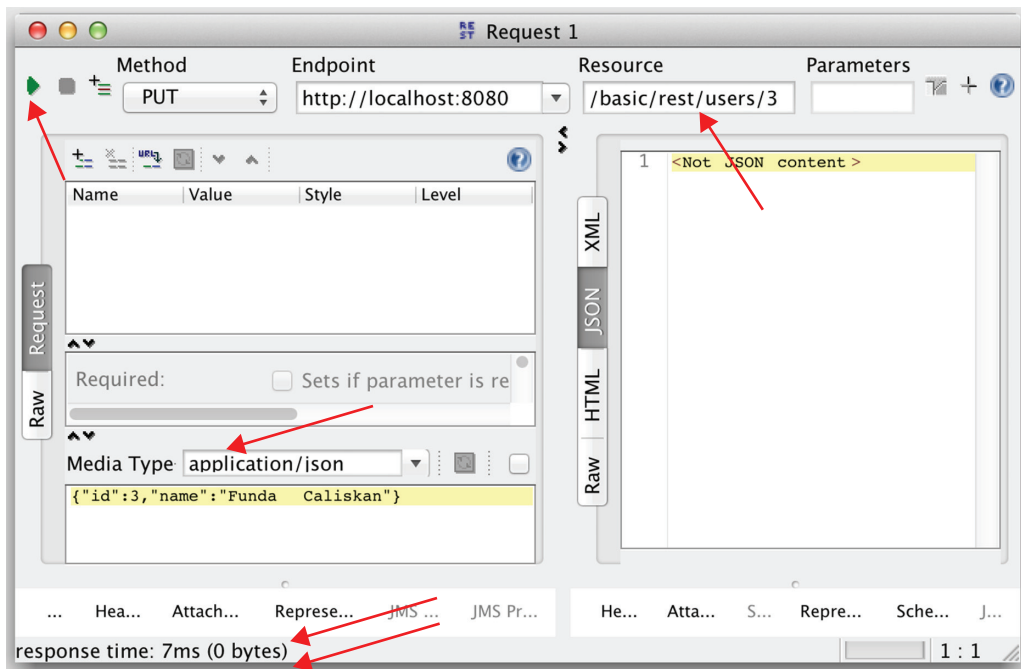 REST Request 1
Method Endpoint Resource Parameters
PUT http://localhost:8080 /basic/rest/users/3
URL
Name Value Style Level
Request
Raw
Required: Sets if parameter is re
Media Type application/json
{"id":3,"name":"Funda Caliskan"}
XML
JSON
HTML
Raw
1 <Not JSON content>
... Hea... Attach... Represe... JMS ... JMS Pr...
He... Atta... S... Repre... Sche... J...
response time: 7ms (0 bytes)
1 : 1